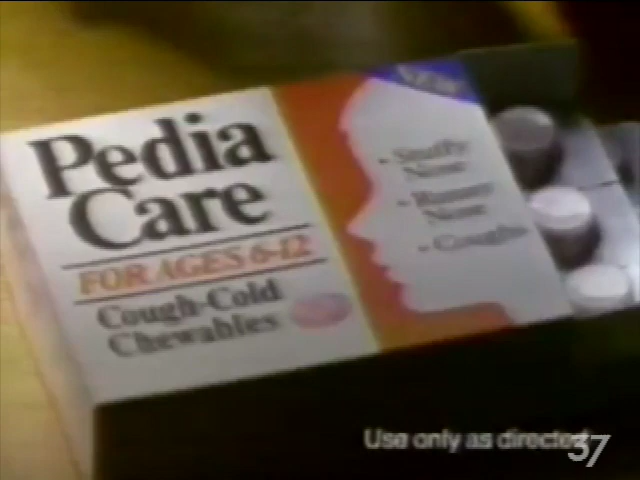 Pedia
Care
FOR AGES 6-12
Cough-Cold
Chewables
NEW
• Stuffy
Nose
• Runny
Nose
• Coughs
Use only as directed.
37